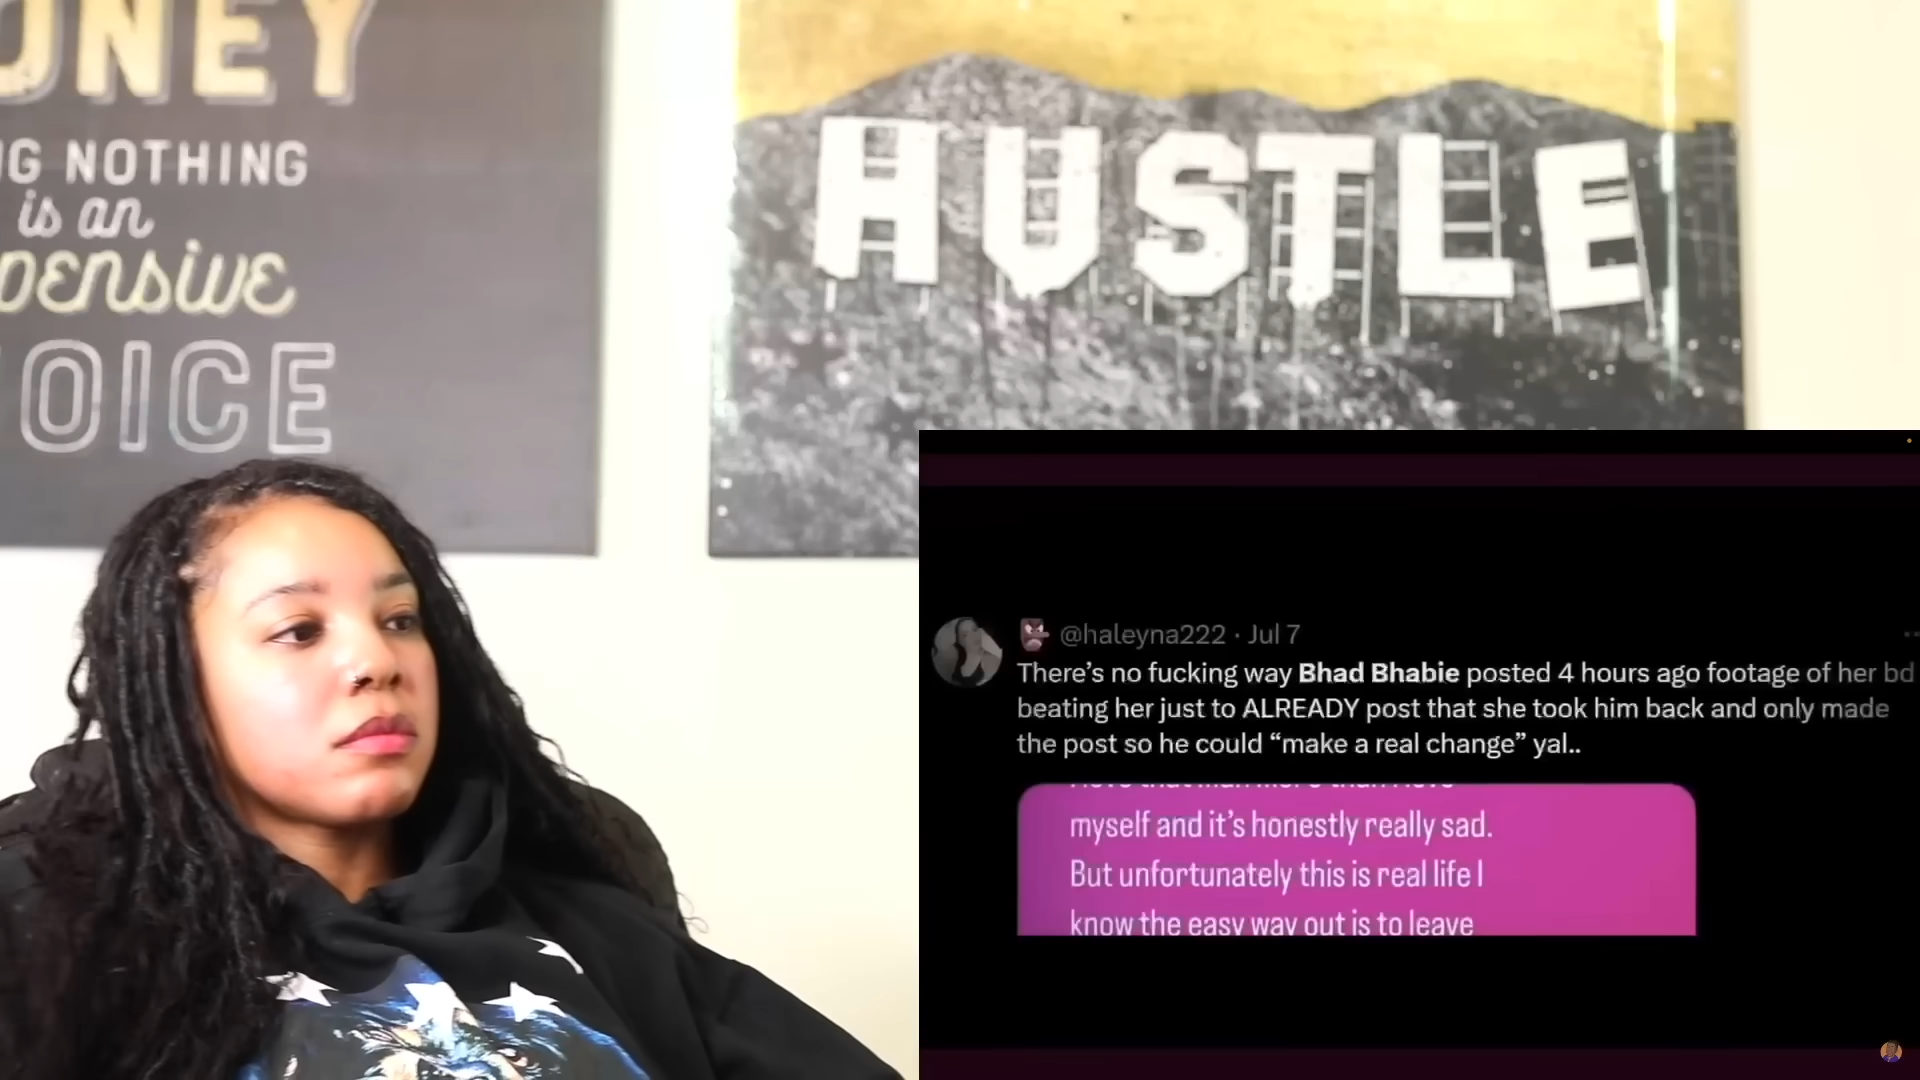 ONEY
NG NOTHING
is an
pensive
OICE
HUSTLE
@haleyna222 · Jul 7
There’s no fucking way Bhad Bhabie posted 4 hours ago footage of her bd
beating her just to ALREADY post that she took him back and only made
the post so he could “make a real change” yal..
myself and it’s honestly really sad.
But unfortunately this is real life I
know the easy way out is to leave